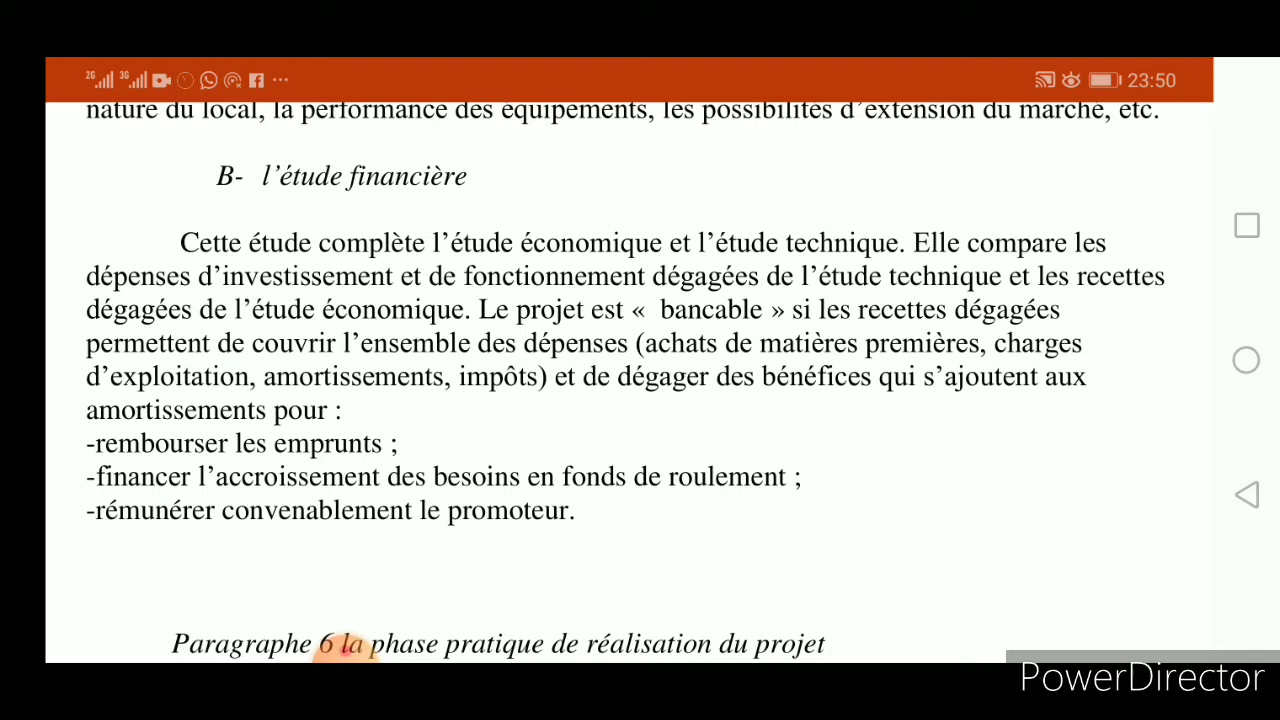 2G 3G 23:50
nature du local, la performance des équipements, les possibilités d’extension du marché, etc.
B- l’étude financière
Cette étude complète l’étude économique et l’étude technique. Elle compare les
dépenses d’investissement et de fonctionnement dégagées de l’étude technique et les recettes
dégagées de l’étude économique. Le projet est « bancable » si les recettes dégagées
permettent de couvrir l’ensemble des dépenses (achats de matières premières, charges
d’exploitation, amortissements, impôts) et de dégager des bénéfices qui s’ajoutent aux
amortissements pour :
-rembourser les emprunts ;
-financer l’accroissement des besoins en fonds de roulement ;
-rémunérer convenablement le promoteur.
Paragraphe 6 la phase pratique de réalisation du projet
PowerDirector